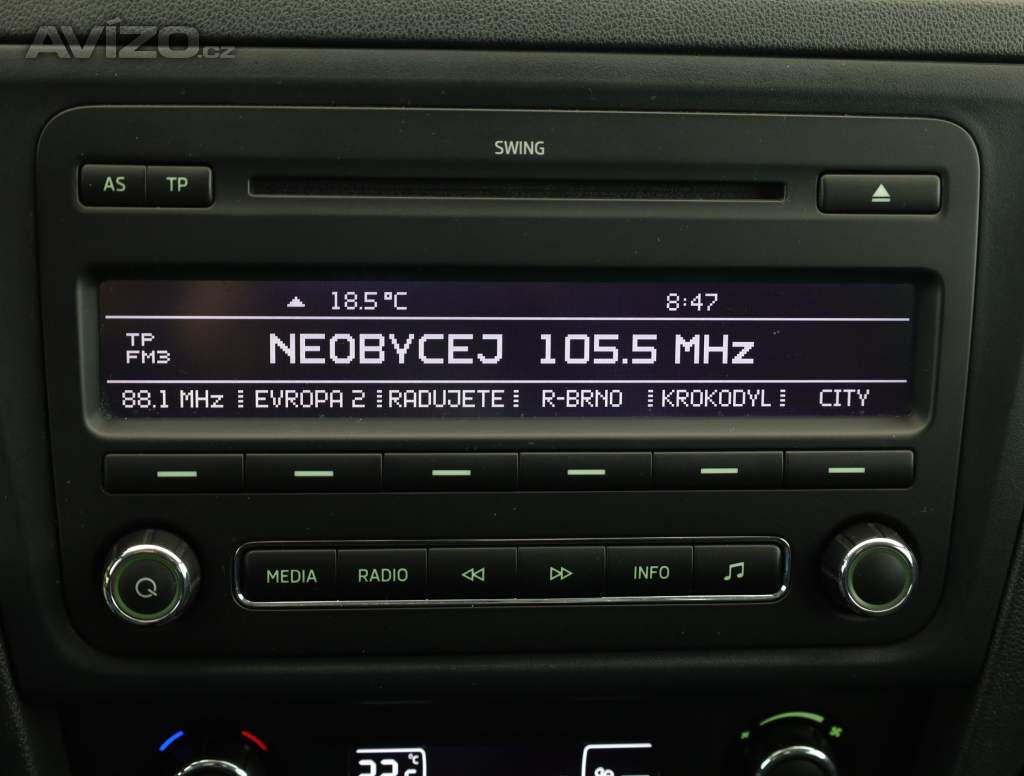 AVÍZO.cz
SWING
AS TP
18.5°C 8:47
TP
FM3
NEOBYCEJ 105.5 MHz
88.1 MHz EVROPA 2 RADUJETE R-BRNO KROKODYL CITY
MEDIA RADIO INFO
°C